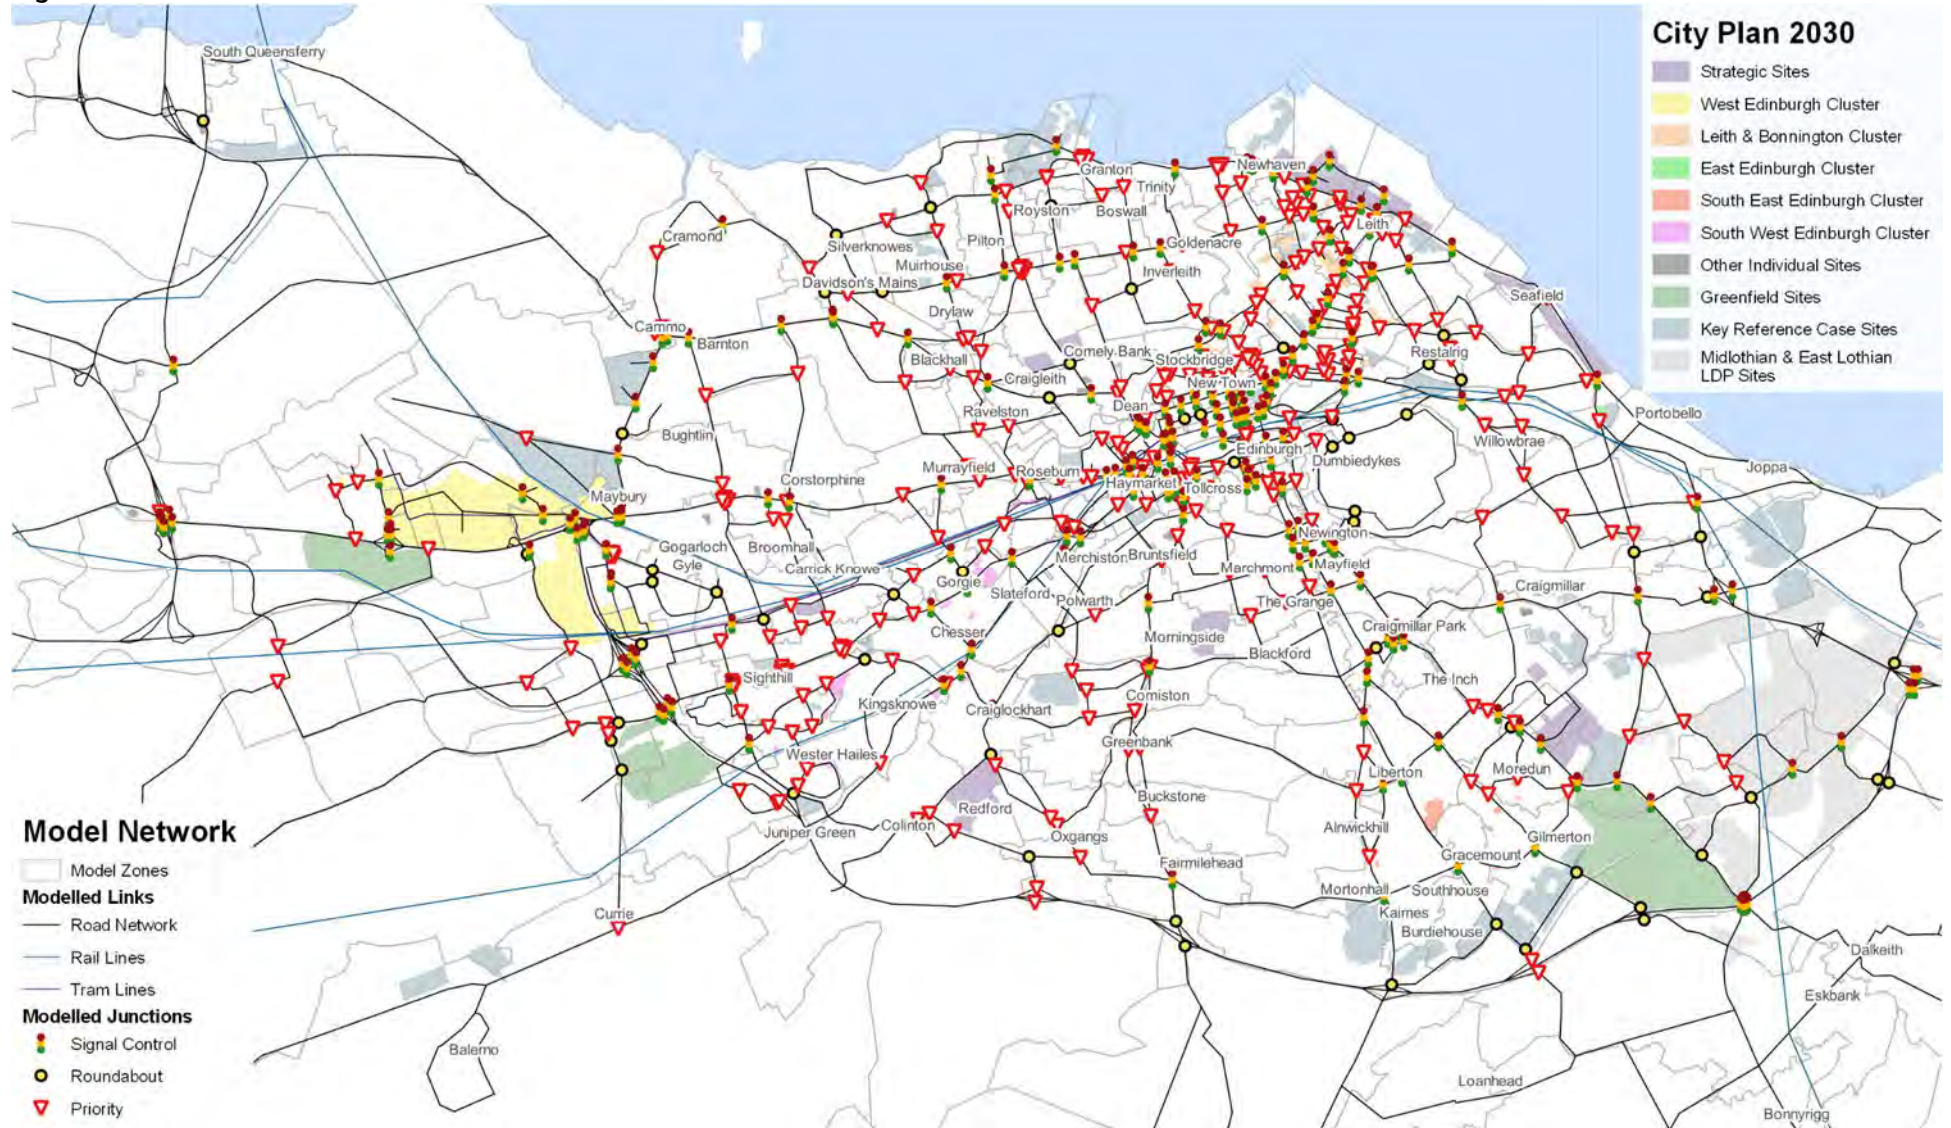 South Queensferry
City Plan 2030
Strategic Sites
West Edinburgh Cluster
Leith & Bonnington Cluster
East Edinburgh Cluster
South East Edinburgh Cluster
South West Edinburgh Cluster
Other Individual Sites
Greenfield Sites
Key Reference Case Sites
Midlothian & East Lothian
LDP Sites
Newhaven
Granton
Trinity
Royston
Boswall
Leith
Cramond
Silverknowes
Pilton
Goldenacre
Muirhouse
Inverleith
Davidson's Mains
Seafield
Drylaw
Cammo
Barnton
Blackhall
Comely Bank
Stockbridge
Restalrig
Craigleith
New Town
Ravelston
Dean
Portobello
Bughtlin
Willowbrae
Edinburgh
Dumbiedykes
Murrayfield
Roseburn
Joppa
Corstorphine
Haymarket
Tollcross
Maybury
Newington
Gogarloch
Broomhall
Merchiston
Bruntsfield
Gyle
Carrick Knowe
Marchmont
Mayfield
Gorgie
Craigmillar
Slateford
Polwarth
The Grange
Chesser
Morningside
Craigmillar Park
Blackford
Sighthill
The Inch
Comiston
Kingsknowe
Craiglockhart
Greenbank
Wester Hailes
Liberton
Moredun
Buckstone
Redford
Juniper Green
Colinton
Alnwickhill
Oxgangs
Gilmerton
Gracemount
Fairmilehead
Mortonhall
Southhouse
Currie
Kaimes
Burdiehouse
Dalkeith
Eskbank
Balerno
Loanhead
Bonnyrigg
Model Network
Model Zones
Modelled Links
Road Network
Rail Lines
Tram Lines
Modelled Junctions
Signal Control
Roundabout
Priority